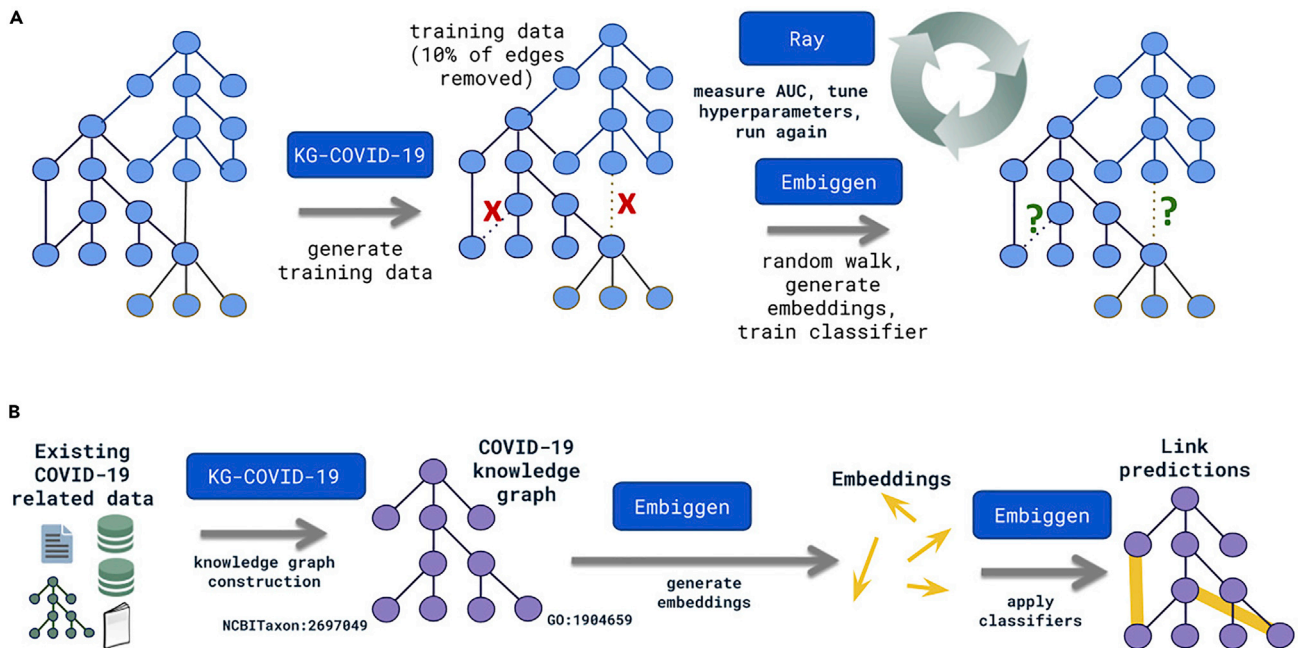 A
training data
(10% of edges
removed)
Ray
measure AUC, tune
hyperparameters,
run again
KG-COVID-19
generate
training data
X
X
Embiggen
random walk,
generate
embeddings,
train classifier
?
?
B
Existing
COVID-19
related data
KG-COVID-19
knowledge graph
construction
COVID-19
knowledge
graph
NCBITaxon:2697049
GO:1904659
Embiggen
generate
embeddings
Embeddings
Embiggen
apply
classifiers
Link
predictions